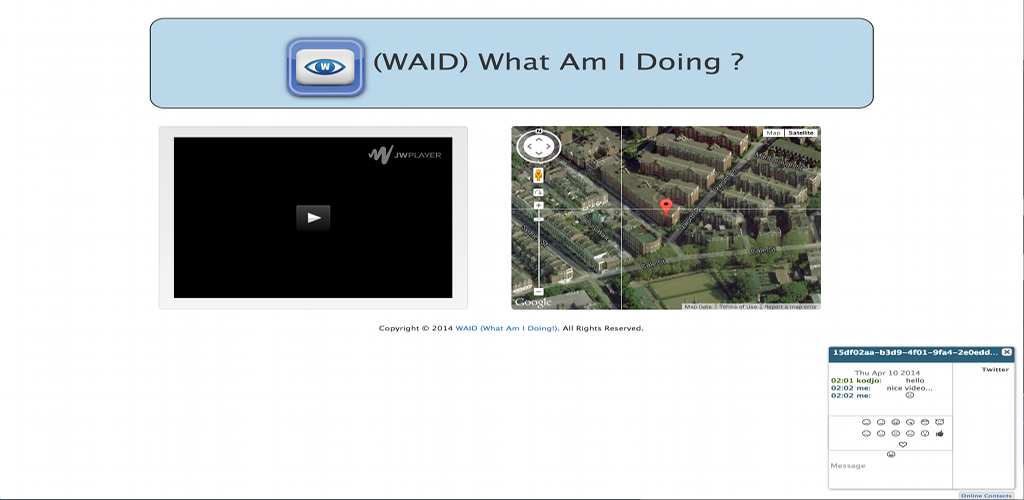 W
(WAID) What Am I Doing ?
JWPLAYER
N
Map Satellite
Google
Map Data Terms of Use Report a map error
Copyright © 2014 WAID (What Am I Doing!). All Rights Reserved.
15df02aa-b3d9-4f01-9fa4-2e0edd...
Twitter
Thu Apr 10 2014
02:01 kodjo: hello
02:02 me: nice video...
02:02 me:
Message
Online Contacts